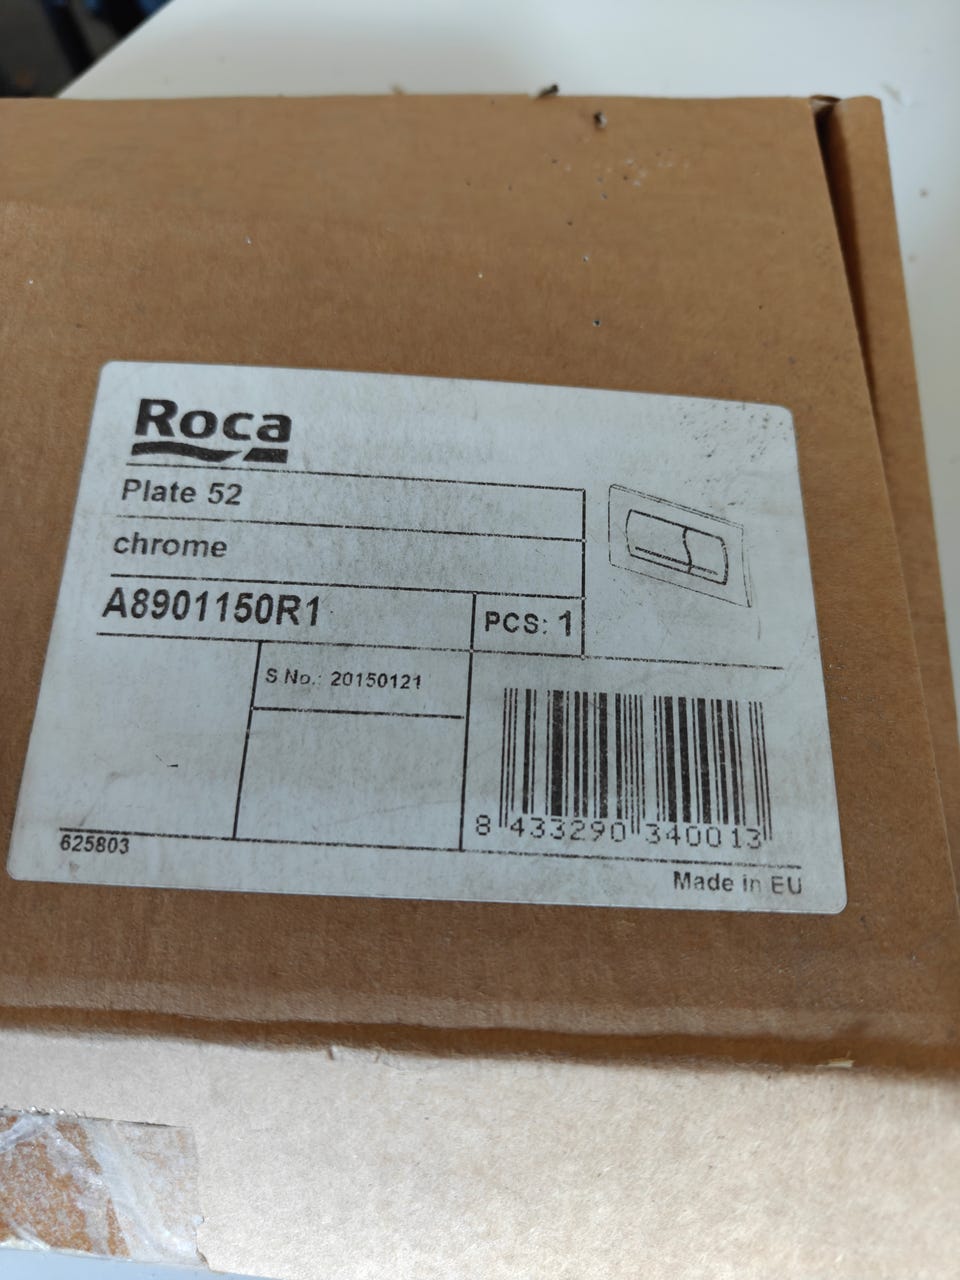 Roca
Plate 52
chrome
A8901150R1
PCS: 1
S No.: 20150121
8 433290 340013
625803
Made in EU